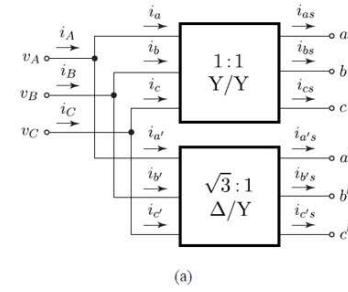 i_a i_as
i_A a
v_A
i_b 1:1 i_bs
i_B Y/Y b
v_B
i_c i_cs
i_C c
v_C
i_a′ i_a′s
a
i_b′ √3:1 i_b′s
Δ/Y b′
i_c′ i_c′s
c′
(a)